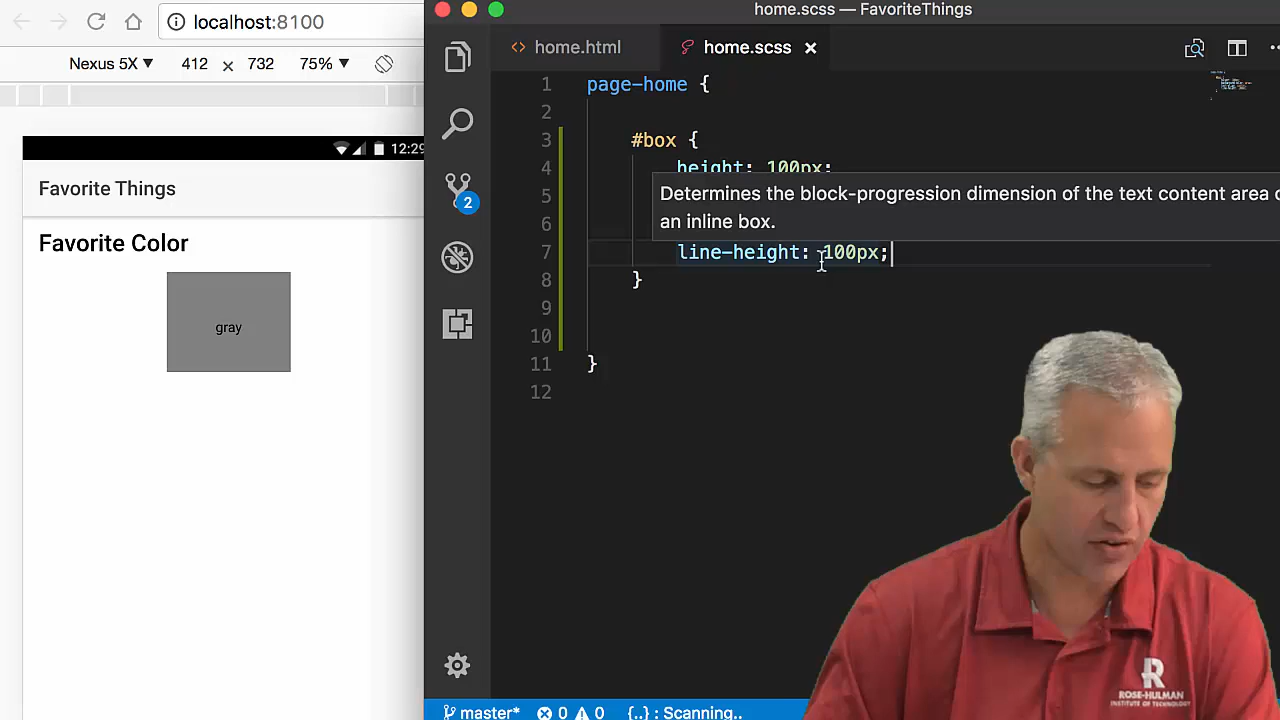 localhost:8100
home.scss — FavoriteThings
Nexus 5X ▼ 412 × 732 75% ▼
home.html
home.scss ×
12:29
Favorite Things
Favorite Color
gray
1 page-home {
2
3 #box {
4 height: 100px;
5
6
Determines the block-progression dimension of the text content area o
an inline box.
7 line-height: 100px;
8 }
9
10
11 }
12
2
master* 0 0 {..} : Scanning..
R
ROSE-HULMAN
INSTITUTE OF TECHNOLOGY